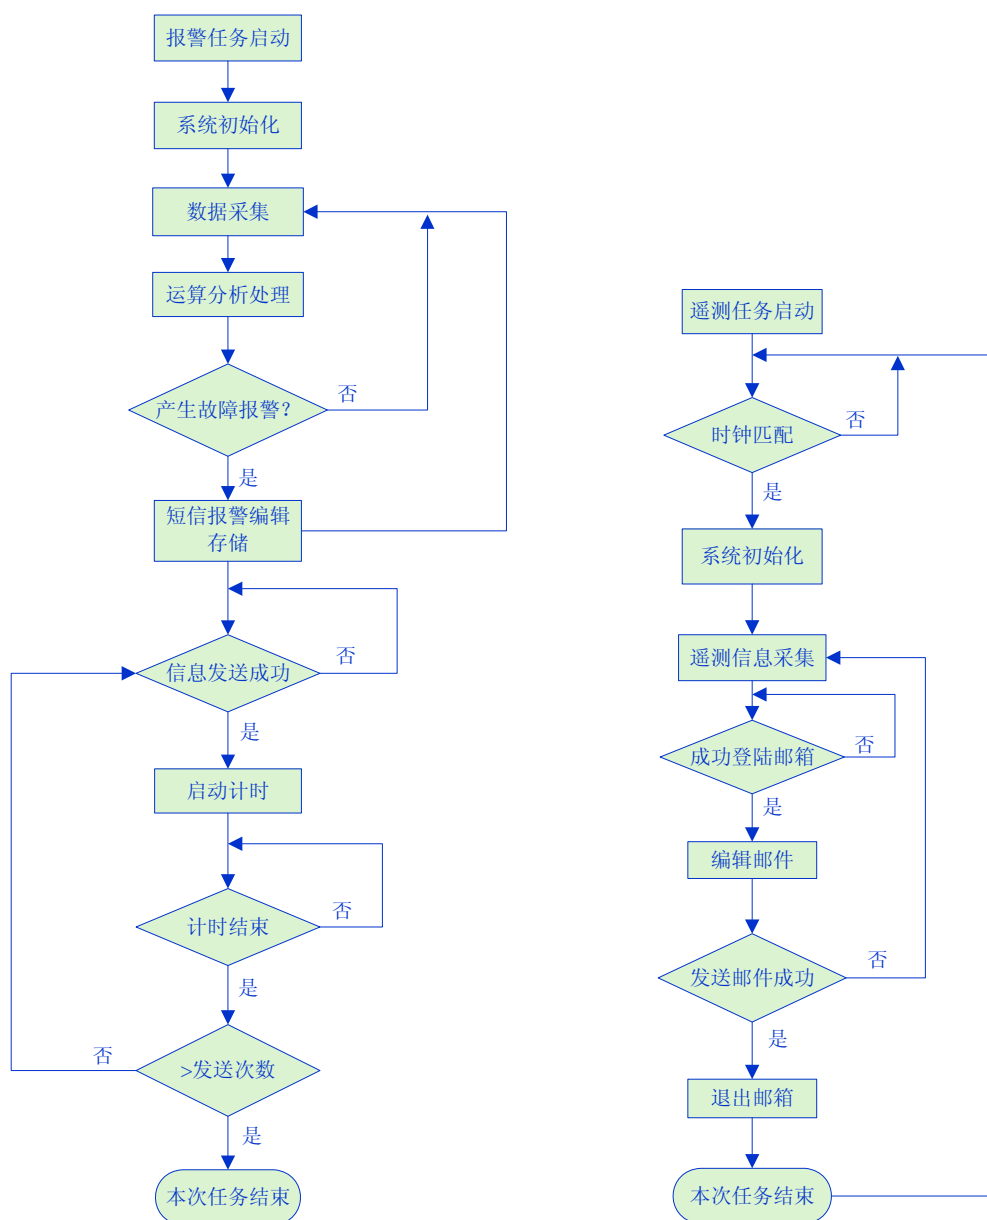 报警任务启动
系统初始化
数据采集
运算分析处理
产生故障报警?
否
是
短信报警编辑
存储
信息发送成功
否
是
启动计时
计时结束
否
是
>发送次数
否
是
本次任务结束
遥测任务启动
时钟匹配
否
是
系统初始化
遥测信息采集
成功登陆邮箱
否
是
编辑邮件
发送邮件成功
否
是
退出邮箱
本次任务结束